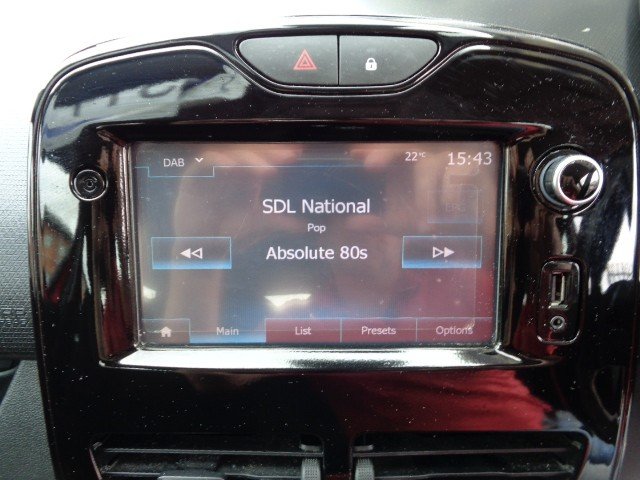 DAB
22°C
15:43
SDL National
Pop
Absolute 80s
Main
List
Presets
Options